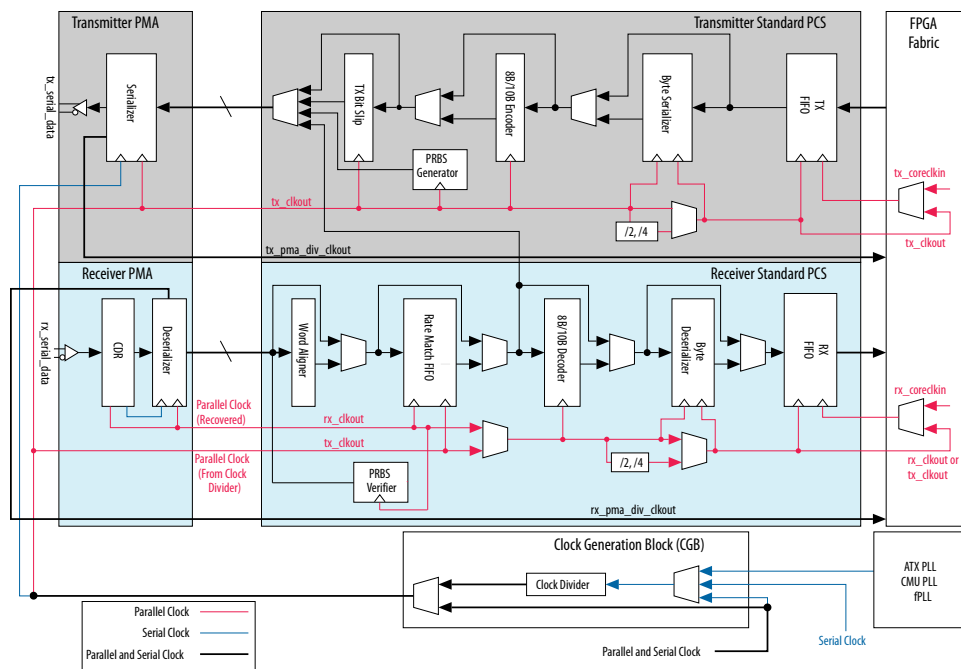 Transmitter PMA
Transmitter Standard PCS
FPGA
Fabric
tx_serial_data
Serializer
TX Bit Slip
8B/10B Encoder
Byte Serializer
TX
FIFO
PRBS
Generator
tx_coreclkin
tx_clkout
/2, /4
tx_clkout
tx_pma_div_clkout
Receiver PMA
Receiver Standard PCS
rx_serial_data
CDR
Deserializer
Word Aligner
Rate Match FIFO
8B/10B Decoder
Byte
Deserializer
RX
FIFO
Parallel Clock
(Recovered)
rx_clkout
rx_coreclkin
tx_clkout
Parallel Clock
(From Clock
Divider)
/2, /4
rx_clkout or
tx_clkout
PRBS
Verifier
rx_pma_div_clkout
Clock Generation Block (CGB)
Clock Divider
ATX PLL
CMU PLL
fPLL
Parallel Clock
Serial Clock
Parallel and Serial Clock
Parallel and Serial Clock
Serial Clock